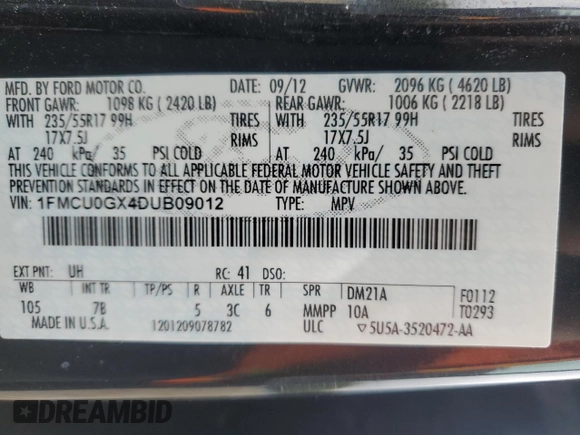 MFD. BY FORD MOTOR CO. DATE: 09/12 GVWR: 2096 KG ( 4620 LB)
FRONT GAWR: 1098 KG ( 2420 LB) REAR GAWR: 1006 KG ( 2218 LB)
WITH 235/55R17 99H TIRES WITH 235/55R17 99H TIRES
17X7.5J RIMS 17X7.5J RIMS
AT 240 kPa/ 35 PSI COLD AT 240 kPa/ 35 PSI COLD
THIS VEHICLE CONFORMS TO ALL APPLICABLE FEDERAL MOTOR VEHICLE SAFETY AND THEFT
PREVENTION STANDARDS IN EFFECT ON THE DATE OF MANUFACTURE SHOWN ABOVE.
VIN: 1FMCU0GX4DUB09012 TYPE: MPV
EXT PNT: UH RC: 41 DSO:
WB INT TR TP/PS R AXLE TR SPR DM21A F0112
105 7B 5 3C 6 MMPP 10A T0293
MADE IN U.S.A. 1201209078782 ULC 5U5A-3520472-AA
DREAMBID